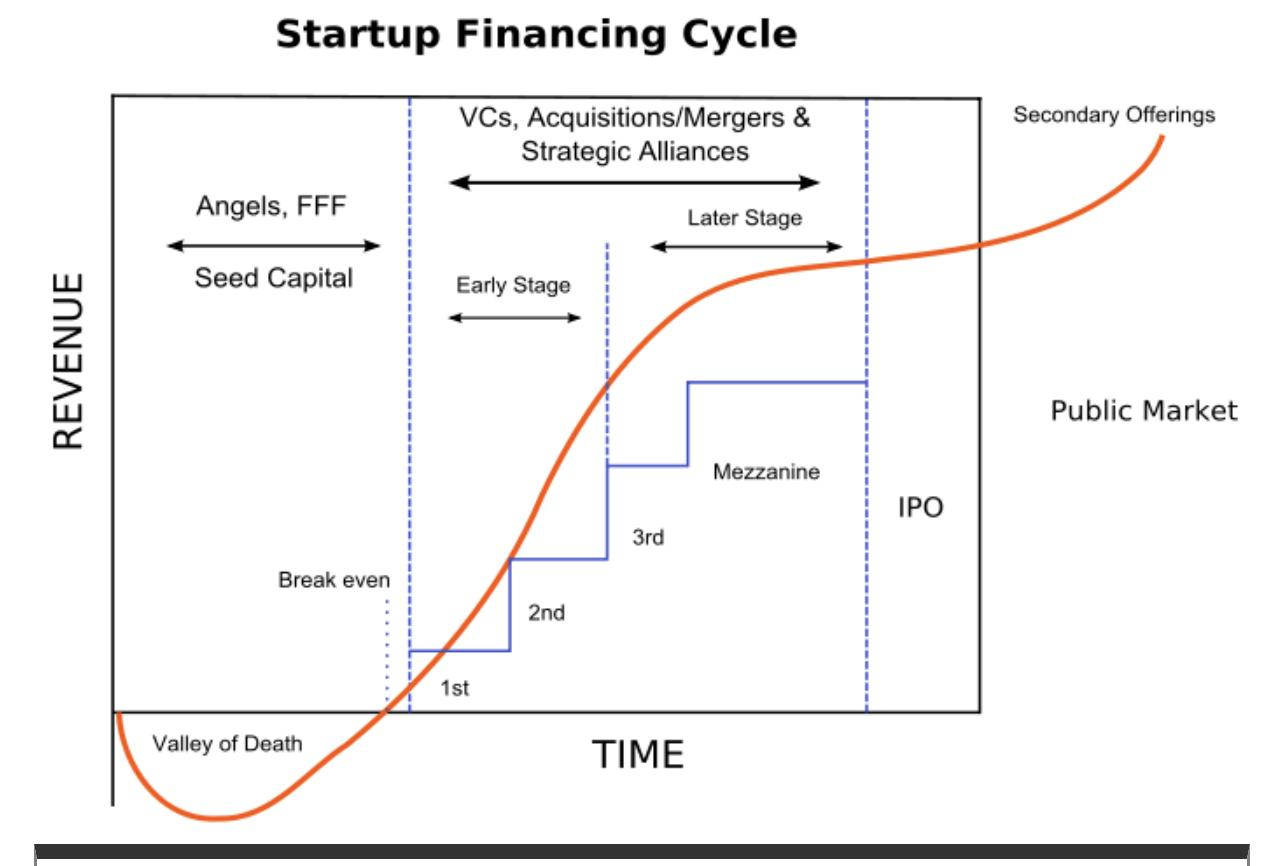 Startup Financing Cycle
VCs, Acquisitions/Mergers &
Strategic Alliances
Secondary Offerings
Angels, FFF
Later Stage
Seed Capital
Early Stage
REVENUE
Public Market
Mezzanine
IPO
3rd
Break even
2nd
1st
Valley of Death
TIME